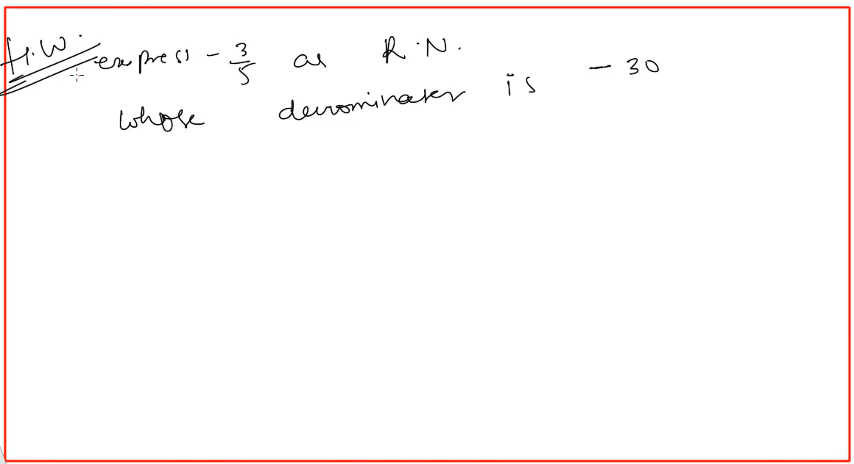 H.W. express - 3/5 as R.N.
whose denominator is - 30